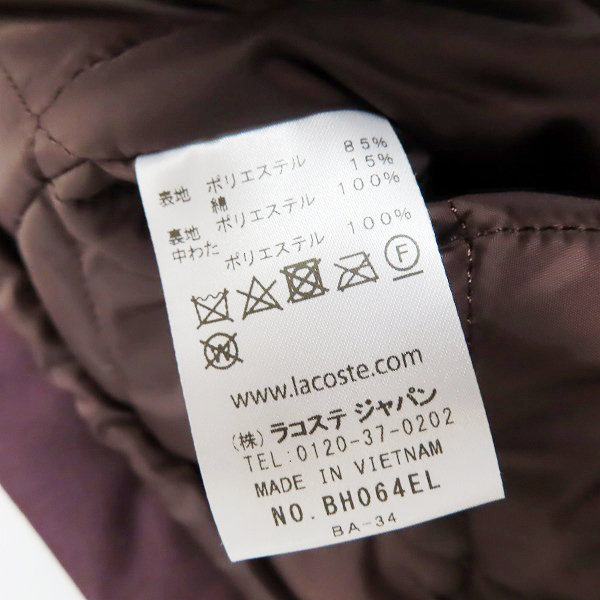 表地 ポリエステル 85%
綿 15%
裏地 ポリエステル 100%
中わた ポリエステル 100%
F
W
www.lacoste.com
(株) ラコステ ジャパン
TEL:0120-37-0202
MADE IN VIETNAM
NO. BH064EL
BA-34